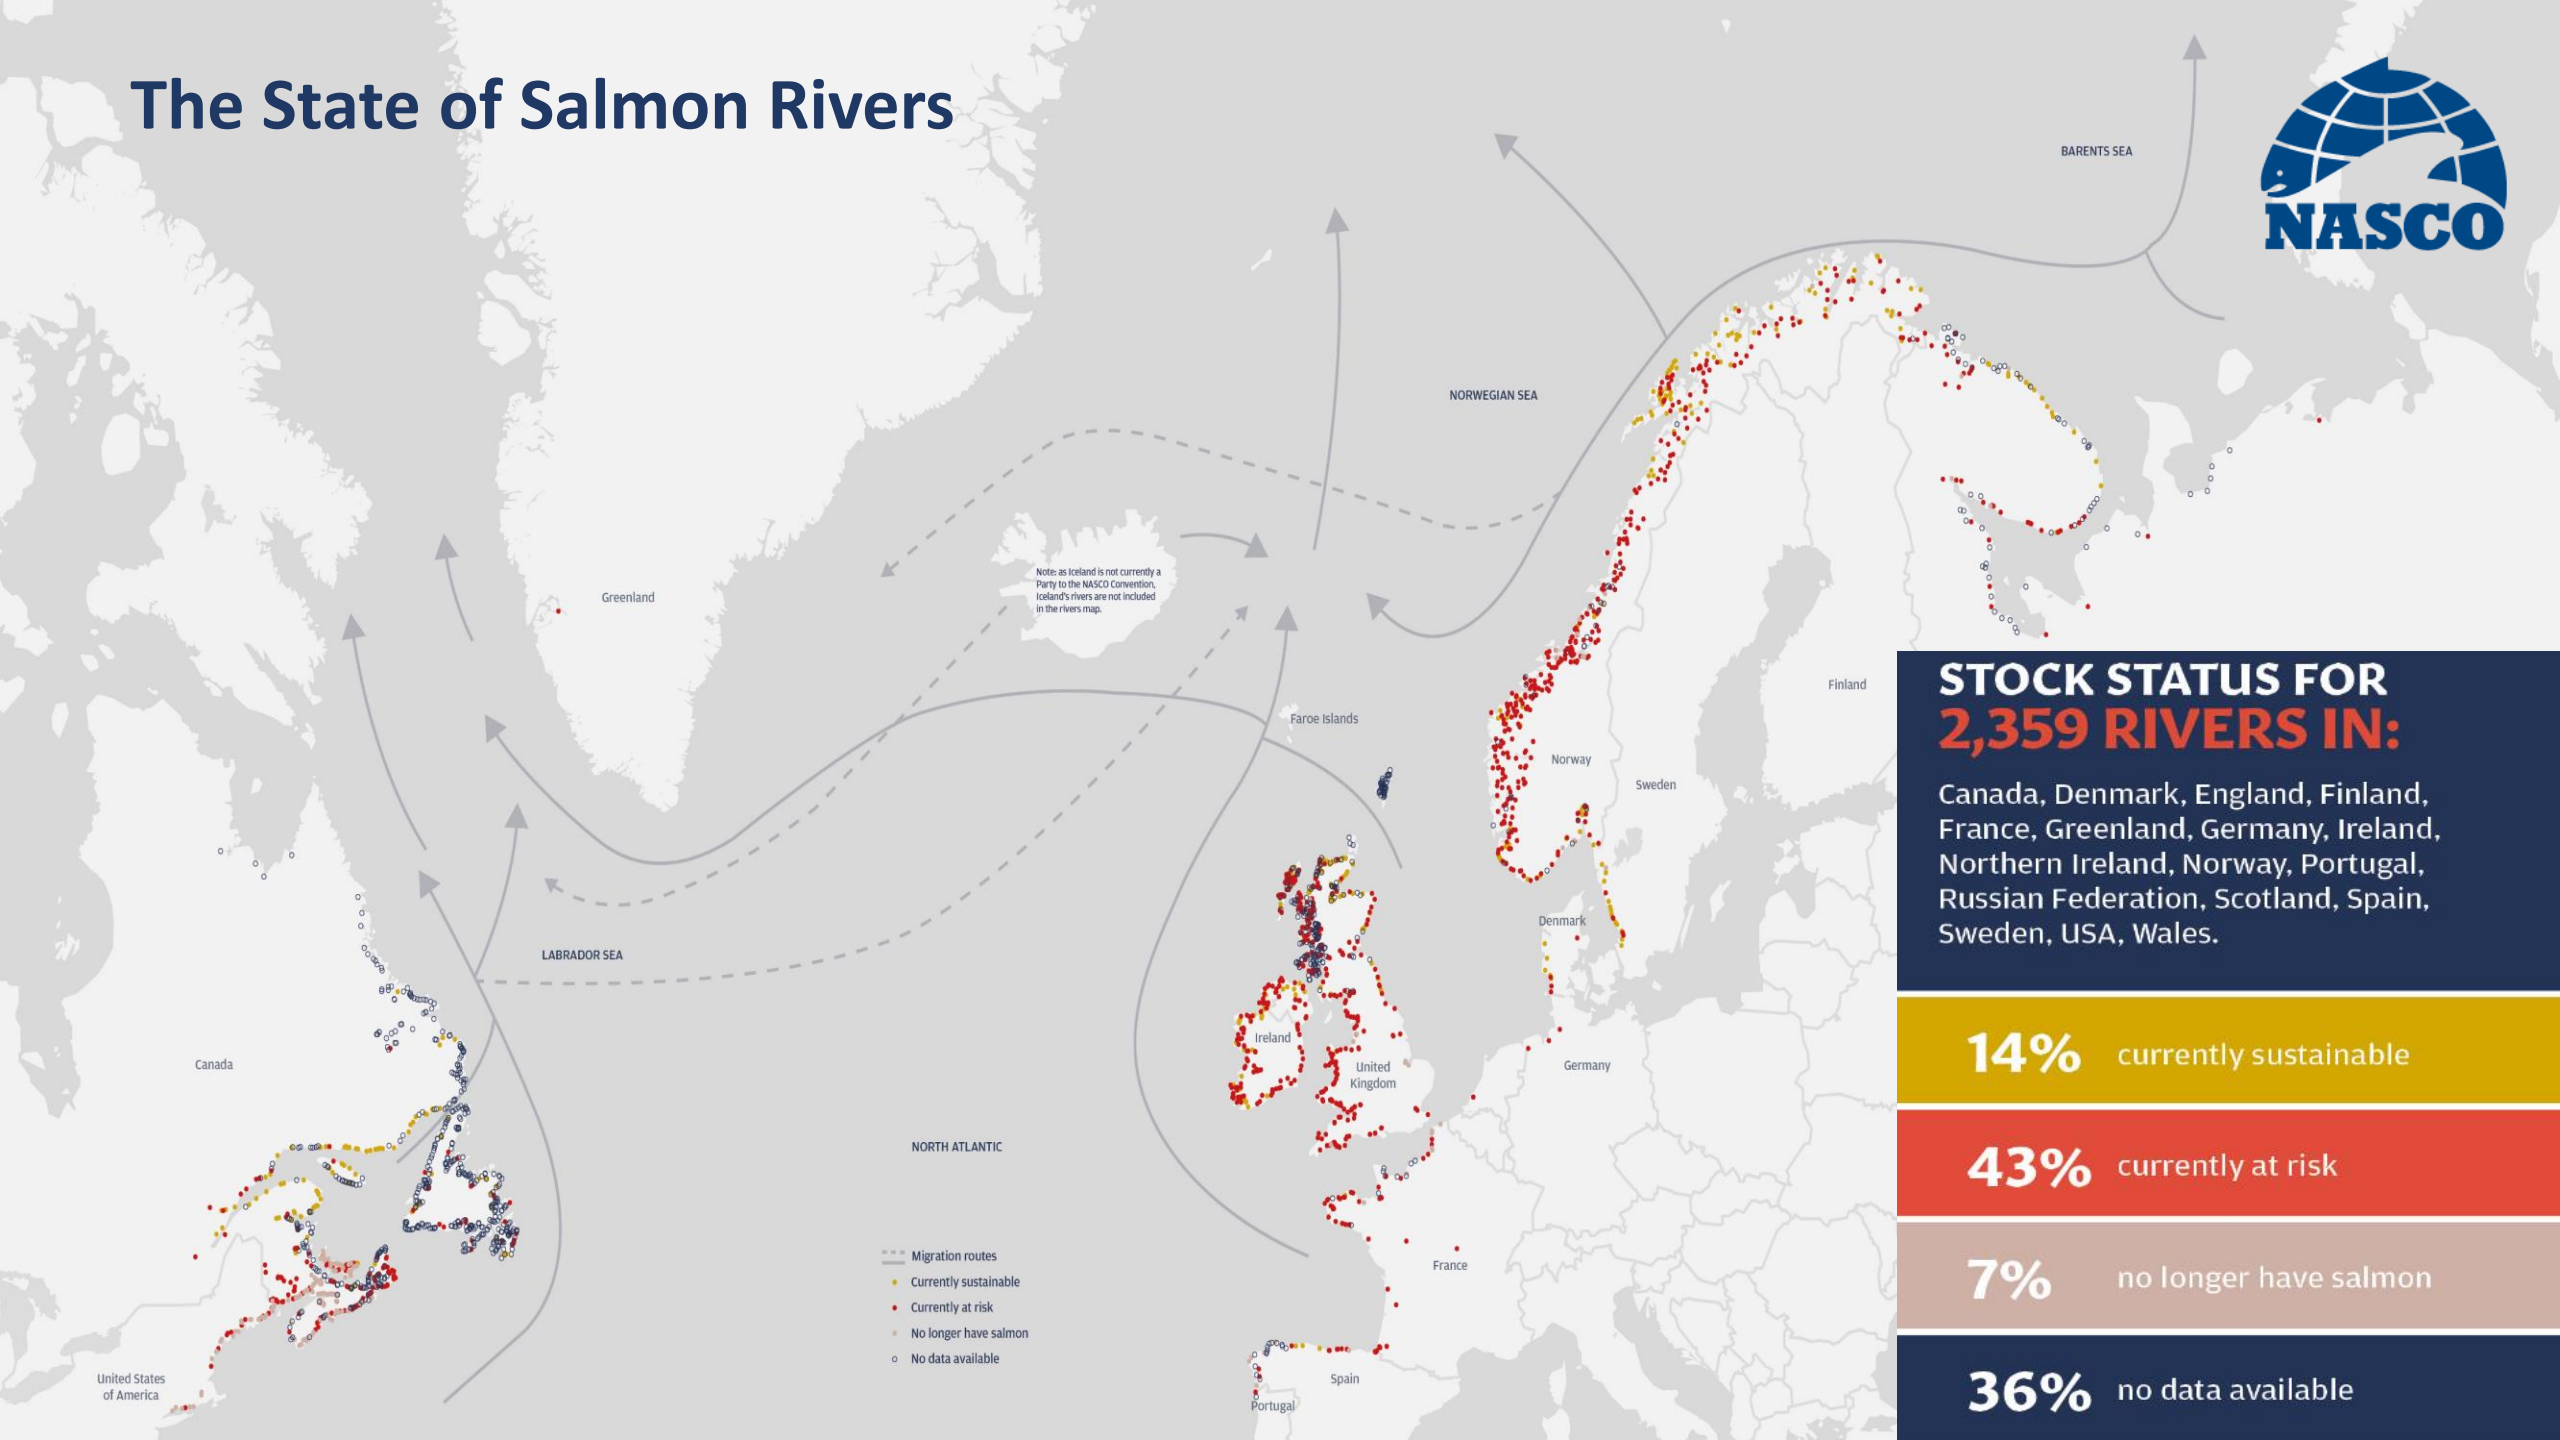 The State of Salmon Rivers
BARENTS SEA
NASCO
NORWEGIAN SEA
Note: as Iceland is not currently a
Party to the NASCO Convention,
Iceland's rivers are not included
in the rivers map.
Greenland
Finland
Faroe Islands
Norway
Sweden
Denmark
LABRADOR SEA
Ireland
Canada
United
Kingdom
Germany
NORTH ATLANTIC
France
Migration routes
Currently sustainable
Currently at risk
No longer have salmon
No data available
United States
of America
Spain
Portugal
STOCK STATUS FOR
2,359 RIVERS IN:
Canada, Denmark, England, Finland,
France, Greenland, Germany, Ireland,
Northern Ireland, Norway, Portugal,
Russian Federation, Scotland, Spain,
Sweden, USA, Wales.
14% currently sustainable
43% currently at risk
7% no longer have salmon
36% no data available